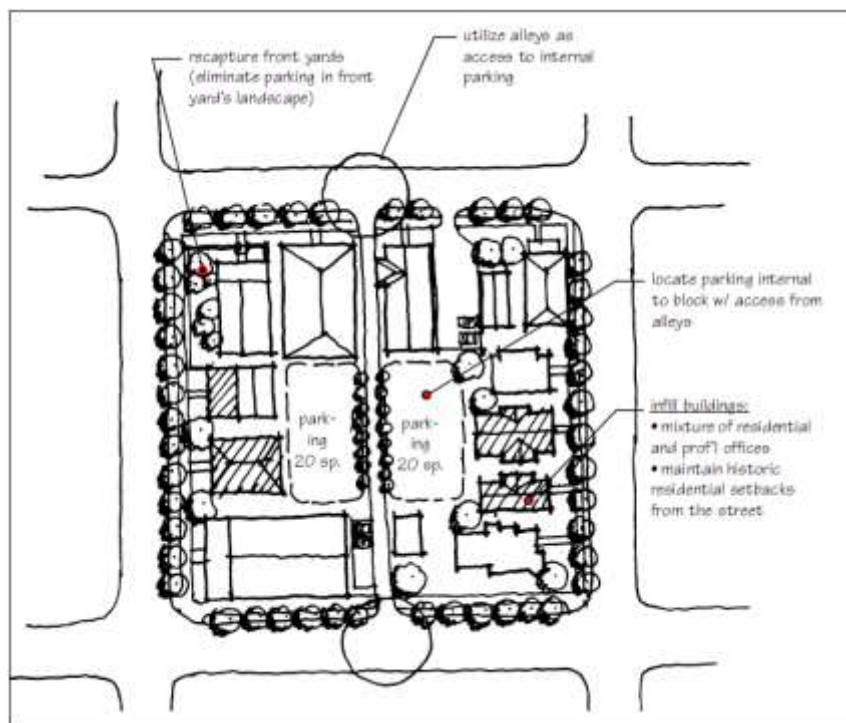 recapture front yards
(eliminate parking in front
yard's landscape)
utilize alleys as
access to internal
parking
locate parking internal
to block w/ access from
alleys
infill buildings:
• mixture of residential
and prof'l offices
• maintain historic
residential setbacks
from the street
park-
ing
20 sp.
park-
ing
20 sp.